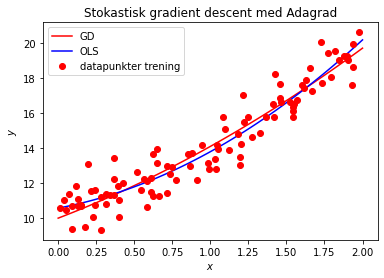 Stokastisk gradient descent med Adagrad
GD
OLS
datapunkter trening
22
20
18
16
14
12
10
y
0.00 0.25 0.50 0.75 1.00 1.25 1.50 1.75 2.00
x